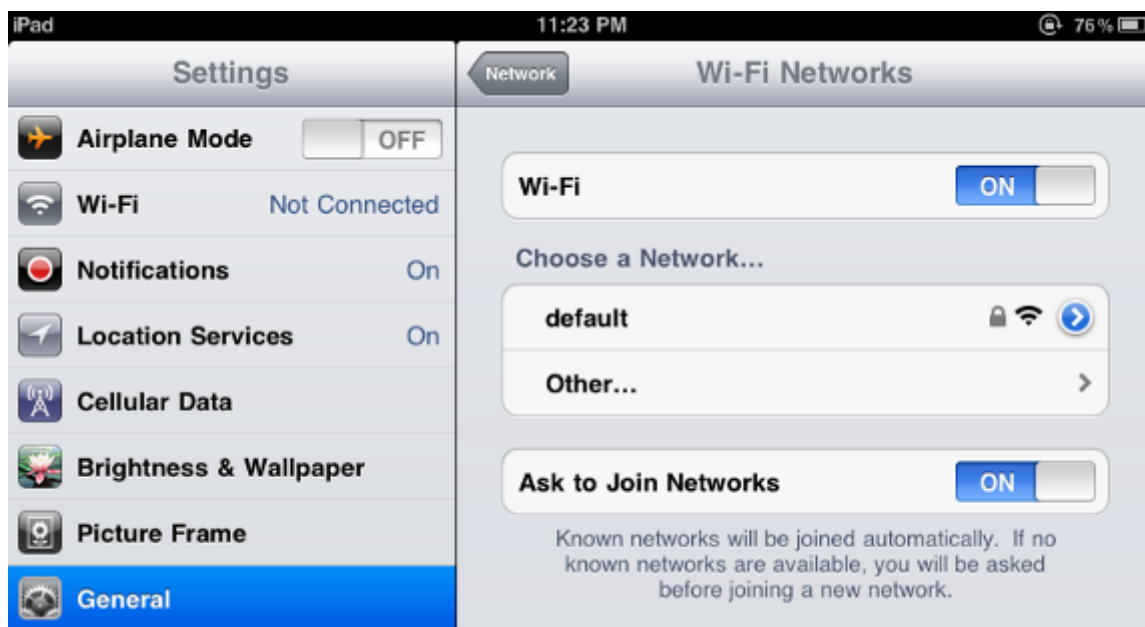 iPad 11:23 PM 76%
Settings
Airplane Mode OFF
Wi-Fi Not Connected
Notifications On
Location Services On
Cellular Data
Brightness & Wallpaper
Picture Frame
General
Network Wi-Fi Networks
Wi-Fi ON
Choose a Network...
default
Other...
Ask to Join Networks ON
Known networks will be joined automatically. If no
known networks are available, you will be asked
before joining a new network.